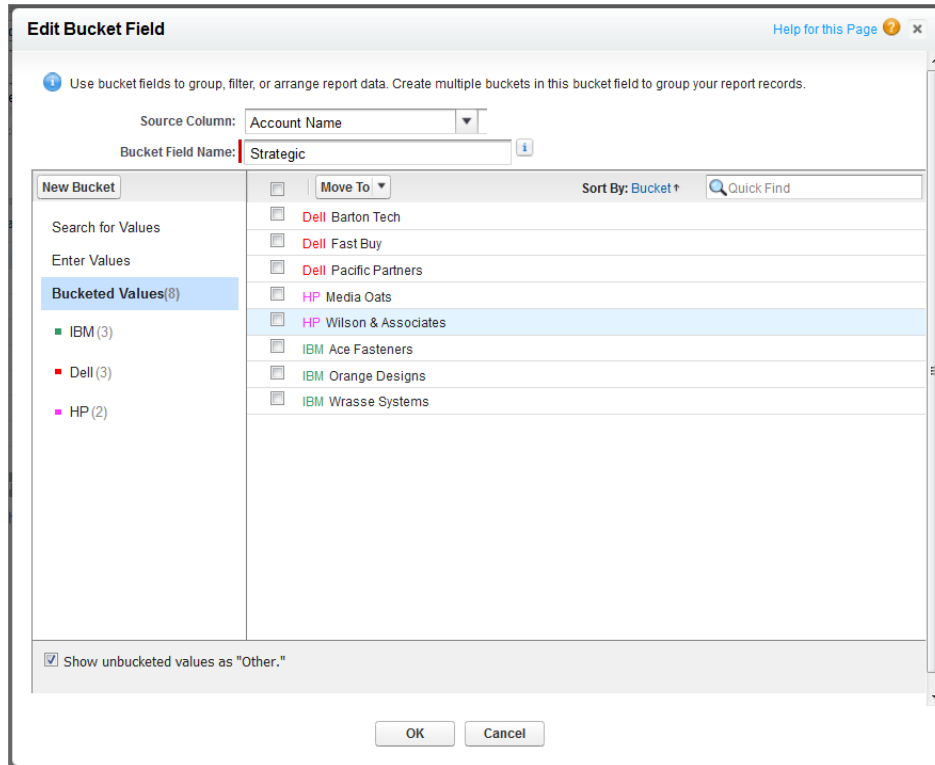 Edit Bucket Field
Help for this Page
Use bucket fields to group, filter, or arrange report data. Create multiple buckets in this bucket field to group your report records.
Source Column: Account Name
Bucket Field Name: Strategic
New Bucket
Move To
Sort By: Bucket↑
Quick Find
Search for Values
Enter Values
Bucketed Values(8)
IBM (3)
Dell (3)
HP (2)
Dell Barton Tech
Dell Fast Buy
Dell Pacific Partners
HP Media Oats
HP Wilson & Associates
IBM Ace Fasteners
IBM Orange Designs
IBM Wrasse Systems
Show unbucketed values as "Other."
OK
Cancel